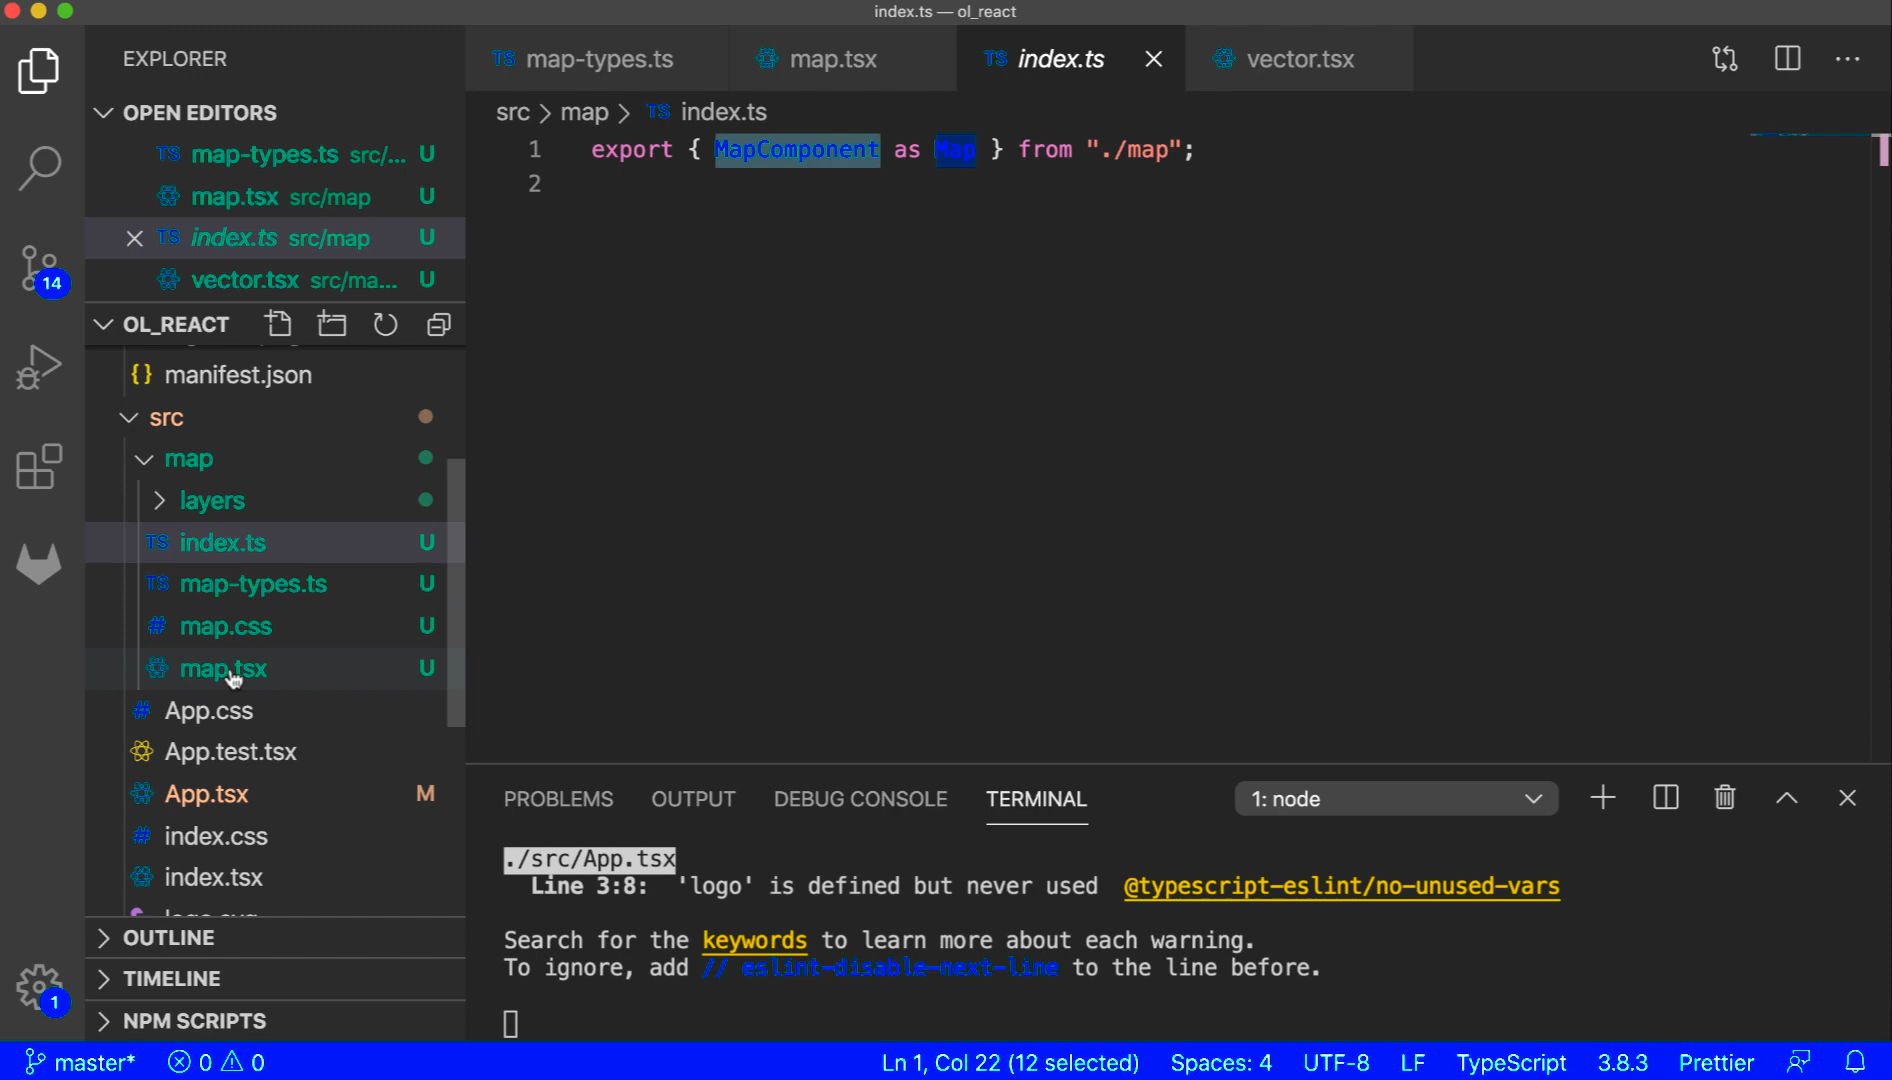 index.ts — ol_react
EXPLORER
TS map-types.ts
map.tsx
TS index.ts
vector.tsx
OPEN EDITORS
TS map-types.ts src/... U
map.tsx src/map U
TS index.ts src/map U
vector.tsx src/ma... U
OL_REACT
{} manifest.json
src
map
layers
TS index.ts U
TS map-types.ts U
# map.css U
map.tsx U
# App.css
App.test.tsx
App.tsx M
# index.css
index.tsx
OUTLINE
TIMELINE
NPM SCRIPTS
14
1
src > map > TS index.ts
1 export { MapComponent as Map } from "./map";
2
PROBLEMS OUTPUT DEBUG CONSOLE TERMINAL 1: node
./src/App.tsx
Line 3:8: 'logo' is defined but never used @typescript-eslint/no-unused-vars
Search for the keywords to learn more about each warning.
To ignore, add // eslint-disable-next-line to the line before.
master* 0 0 Ln 1, Col 22 (12 selected) Spaces: 4 UTF-8 LF TypeScript 3.8.3 Prettier